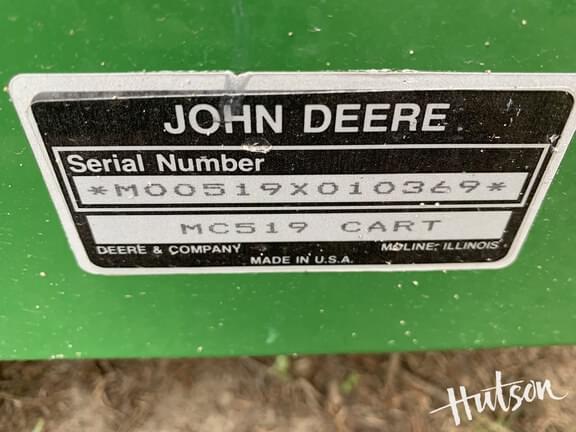 JOHN DEERE
Serial Number
*M00519X010369*
MC519 CART
DEERE & COMPANY MOLINE, ILLINOIS
MADE IN U.S.A.
Hutson